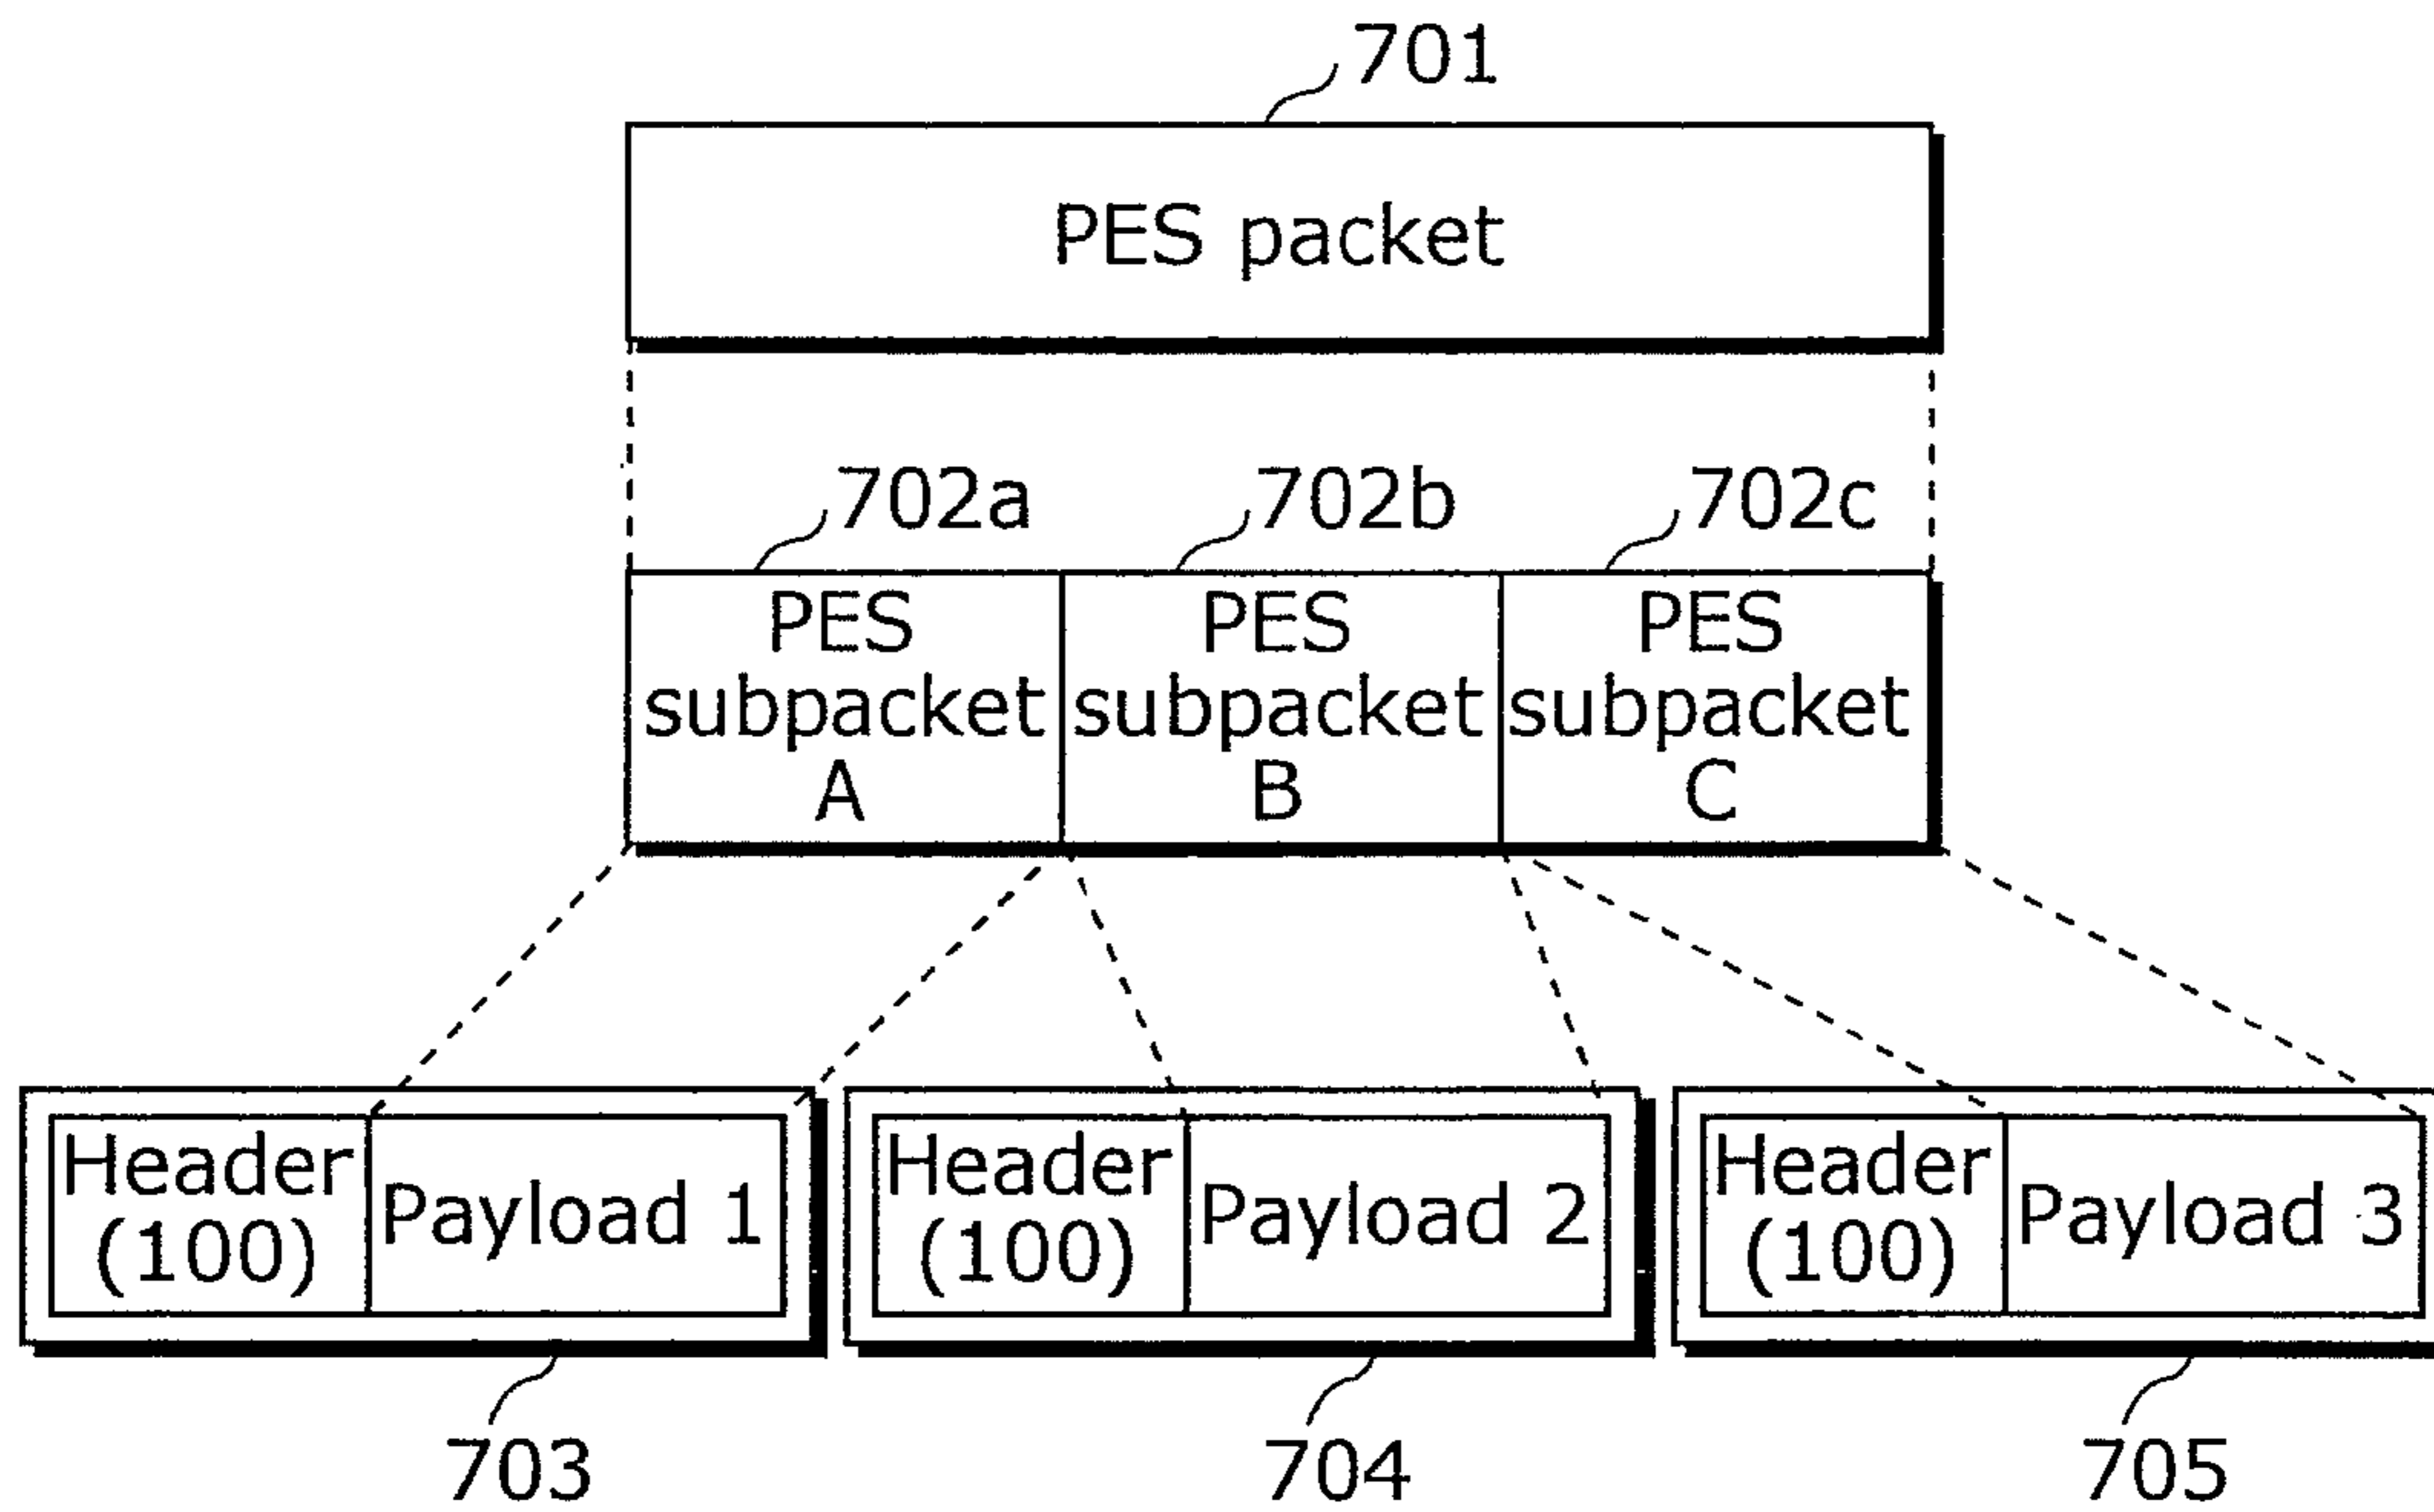 701
PES packet
702a 702b 702c
PES PES PES
subpacket subpacket subpacket
A B C
Header Header Header
Payload 1 Payload 2 Payload 3
(100) (100) (100)
703 704 705